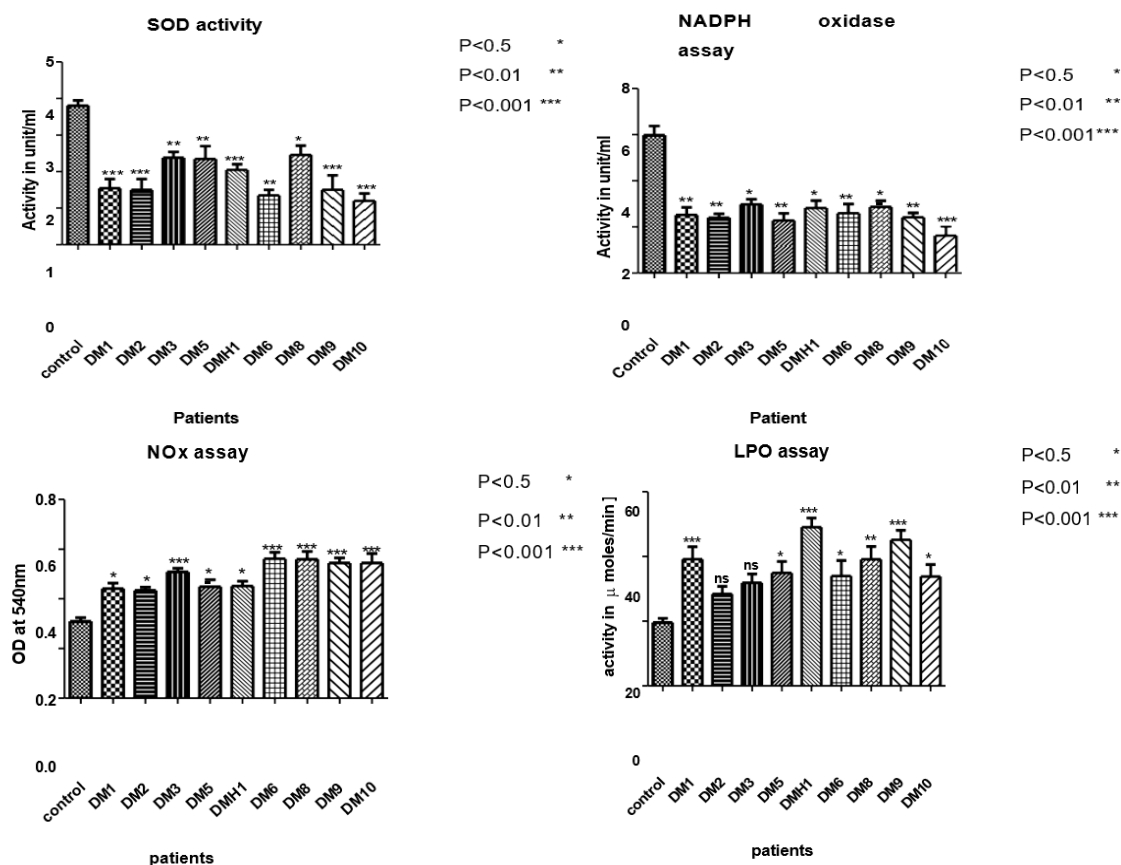 SOD activity
P<0.5 *
P<0.01 **
P<0.001 ***
Activity in unit/ml
5
4
3
2
1
0
***
***
**
**
***
**
*
***
***
control
DM1
DM2
DM3
DM5
DMH1
DM6
DM8
DM9
DM10
Patients
NADPH oxidase
assay
P<0.5 *
P<0.01 **
P<0.001***
Activity in unit/ml
8
6
4
2
0
**
**
*
**
*
**
*
**
***
Control
DM1
DM2
DM3
DM5
DMH1
DM6
DM8
DM9
DM10
Patient
NOx assay
P<0.5 *
P<0.01 **
P<0.001 ***
OD at 540nm
0.8
0.6
0.4
0.2
0.0
*
*
***
*
*
***
***
***
***
control
DM1
DM2
DM3
DM5
DMH1
DM6
DM8
DM9
DM10
patients
LPO assay
P<0.5 *
P<0.01 **
P<0.001 ***
activity in μ moles/min ]
60
40
20
0
***
ns
ns
*
***
*
**
***
*
control
DM1
DM2
DM3
DM5
DMH1
DM6
DM8
DM9
DM10
patients